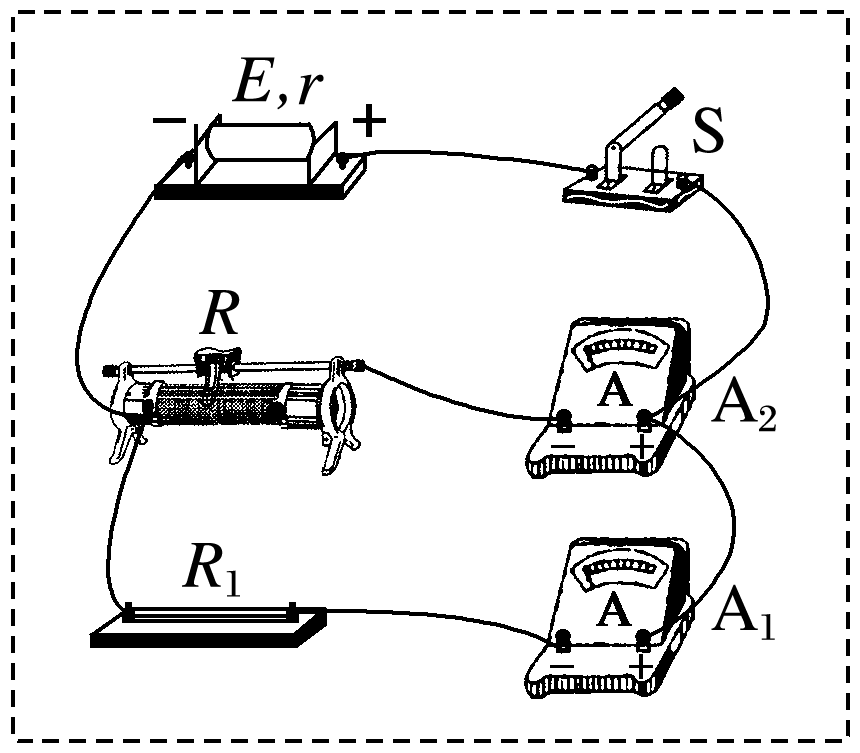 E, r
− +
S
R
A
A₂
− +
R₁
A
A₁
− +